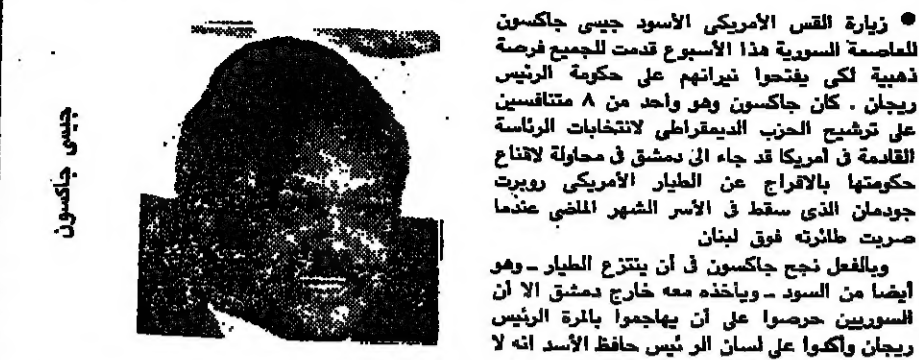 ● زيارة القس الأمريكى الأسود جيسى جاكسون
للعاصمة السورية هذا الأسبوع قدمت للجميع فرصة
ذهبية لكى يفتحوا نيرانهم على حكومة الرئيس
ريجان . كان جاكسون وهو واحد من ٨ متنافسين
على ترشيح الحزب الديمقراطى لانتخابات الرئاسة
القادمة فى أمريكا قد جاء الى دمشق فى محاولة لاقناع
حكومتها بالافراج عن الطيار الأمريكى روبرت
جودمان الذى سقط فى الأسر الشهر الماضى عندما
صربت طائرته فوق لبنان
وبالفعل نجح جاكسون فى أن ينتزع الطيار ــ وهو
أيضا من السود ــ ويأخذه معه خارج دمشق الا أن
السوريين حرصوا على أن يهاجموا بالمرة الرئيس
ريجان وأكدوا على لسان الر ئيس حافظ الأسد انه لا
جيسى جاكسون